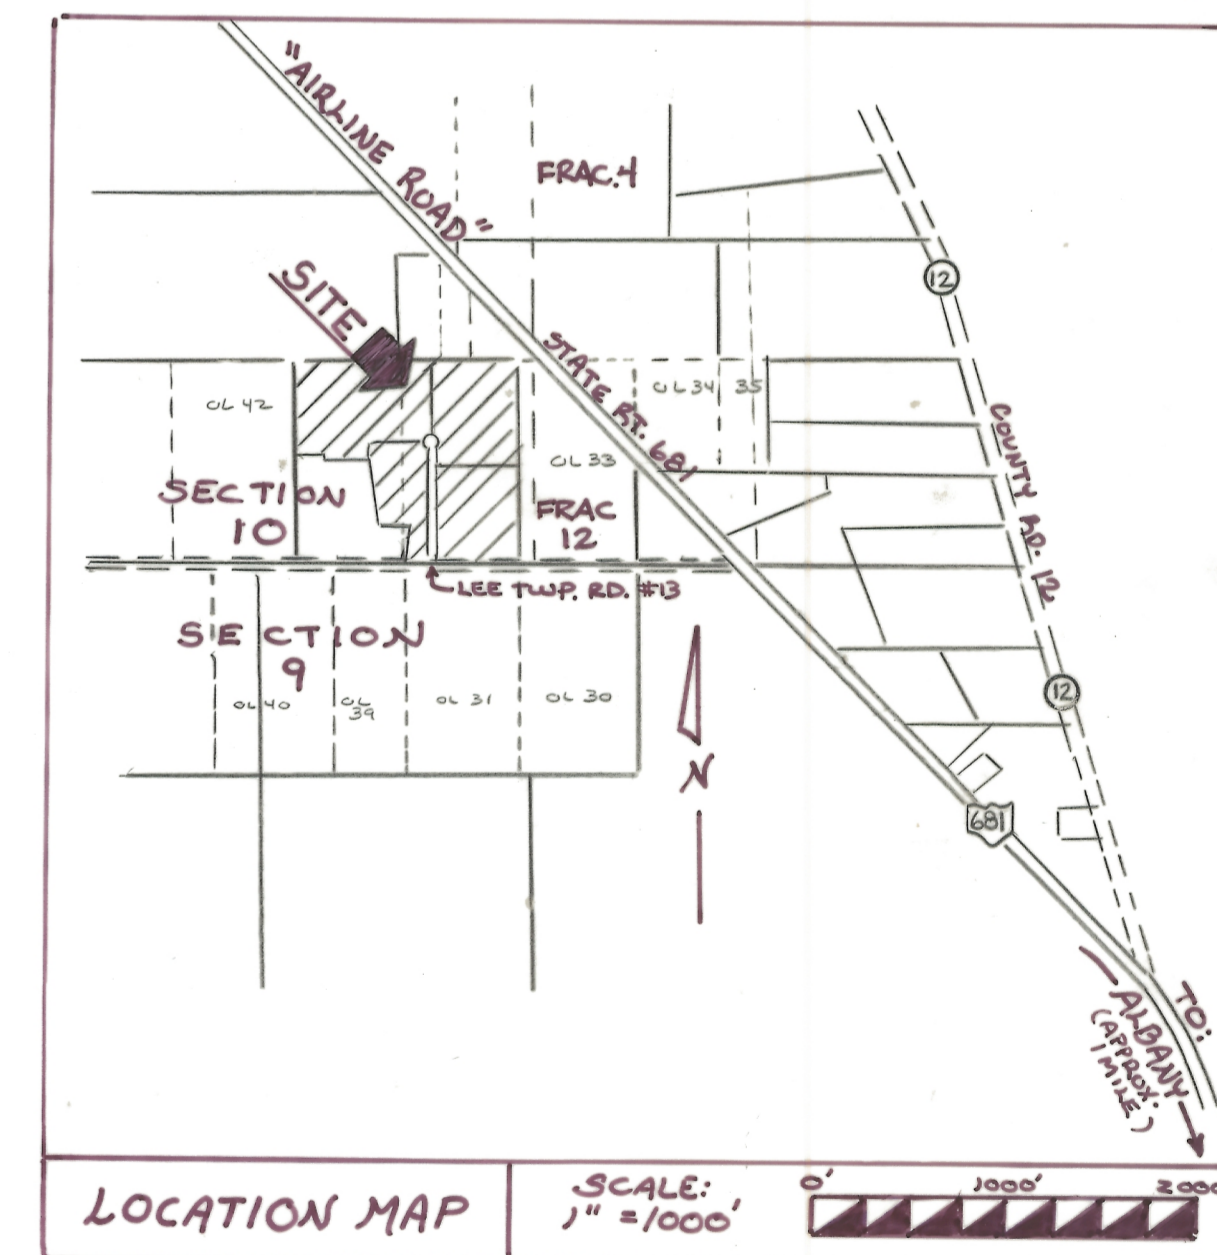 "AIRLINE ROAD"
FRAC. 4
12
SITE
STATE RT. 681
OL 42
OL 34
35
COUNTY RD. 12
OL 33
SECTION
10
FRAC
12
LEE TWP. RD. #13
SECTION
9
OL 40
OL
39
OL 31
OL 30
12
N
681
TO:
ALBANY
(APPROX.
1 MILE)
LOCATION MAP
SCALE:
1" = 1000'
0'
1000'
2000